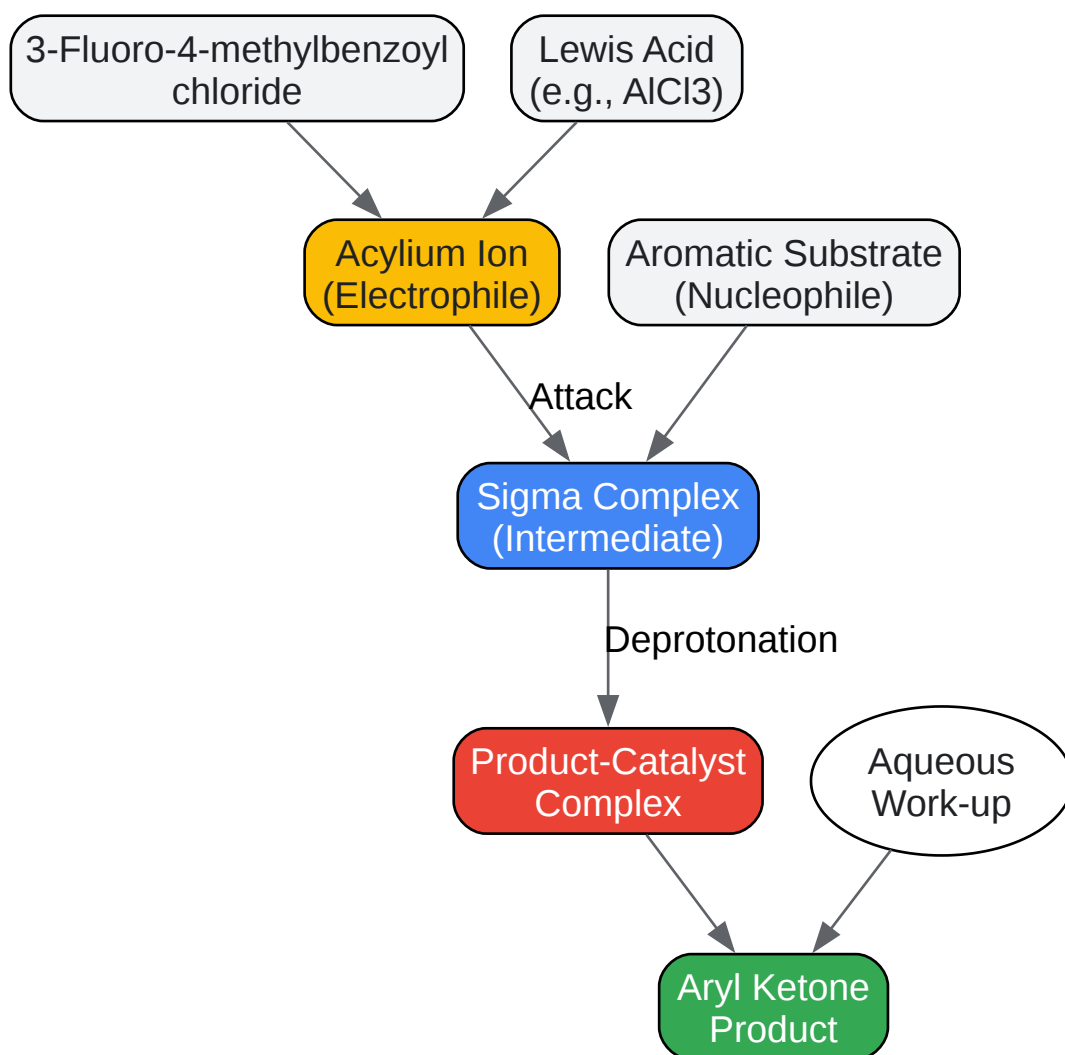 3-Fluoro-4-methylbenzoyl
chloride
Lewis Acid
(e.g., AlCl3)
Acylium Ion
(Electrophile)
Aromatic Substrate
(Nucleophile)
Attack
Sigma Complex
(Intermediate)
Deprotonation
Product-Catalyst
Complex
Aqueous
Work-up
Aryl Ketone
Product